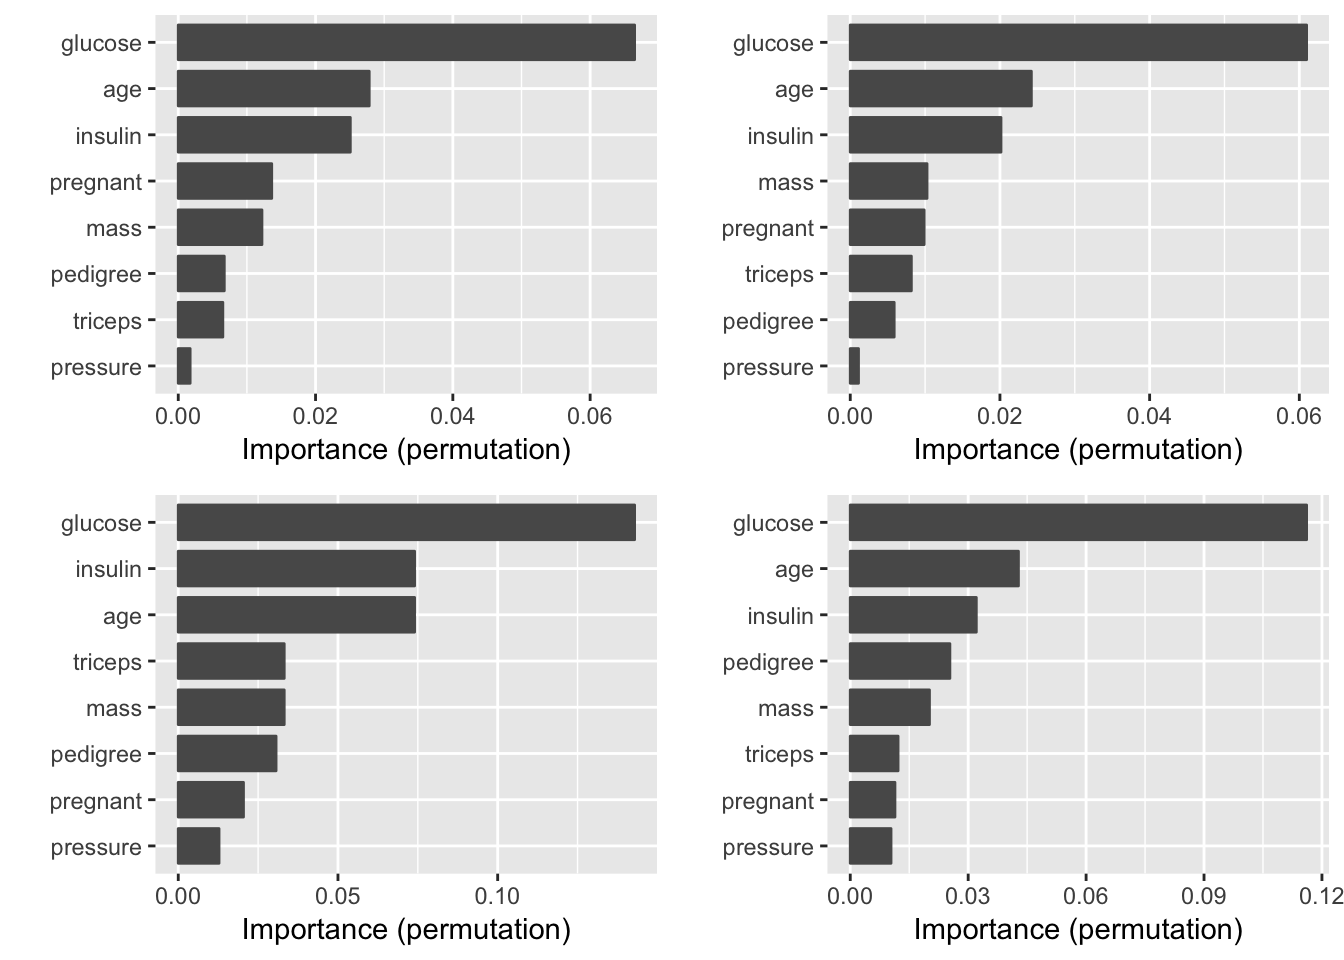 glucose
age
insulin
pregnant
mass
pedigree
triceps
pressure
0.00 0.02 0.04 0.06
Importance (permutation)
glucose
age
insulin
mass
pregnant
triceps
pedigree
pressure
0.00 0.02 0.04 0.06
Importance (permutation)
glucose
insulin
age
triceps
mass
pedigree
pregnant
pressure
0.00 0.05 0.10
Importance (permutation)
glucose
age
insulin
pedigree
mass
triceps
pregnant
pressure
0.00 0.03 0.06 0.09 0.12
Importance (permutation)